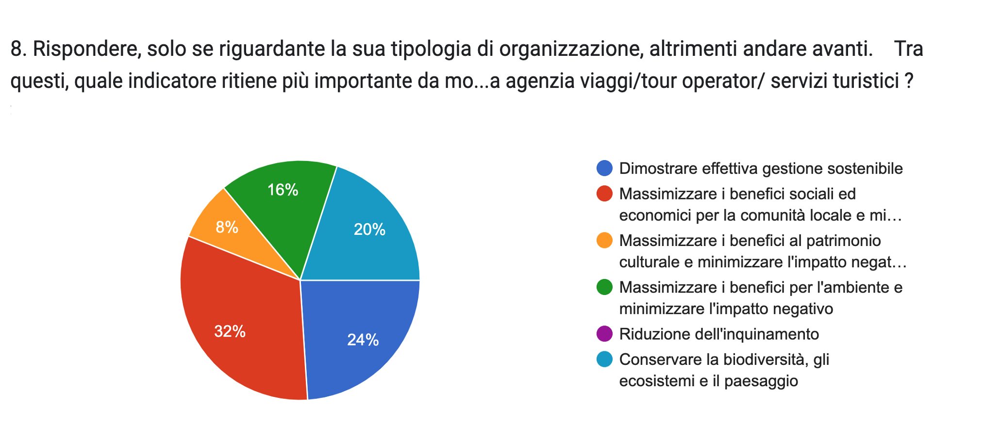 8. Rispondere, solo se riguardante la sua tipologia di organizzazione, altrimenti andare avanti.    Tra
questi, quale indicatore ritiene più importante da mo...a agenzia viaggi/tour operator/ servizi turistici ?
16%
8%
20%
32%
24%
Dimostrare effettiva gestione sostenibile
Massimizzare i benefici sociali ed
economici per la comunità locale e mi...
Massimizzare i benefici al patrimonio
culturale e minimizzare l'impatto negat...
Massimizzare i benefici per l'ambiente e
minimizzare l'impatto negativo
Riduzione dell'inquinamento
Conservare la biodiversità, gli
ecosistemi e il paesaggio